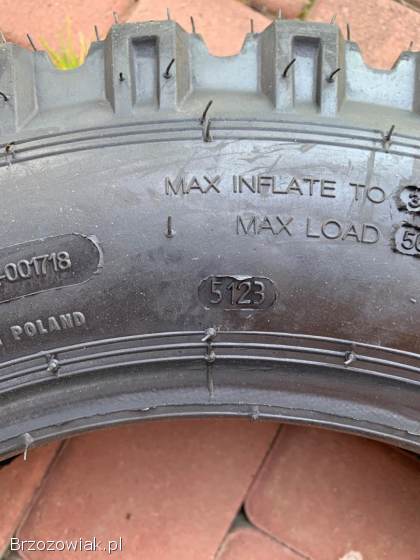 MAX INFLATE TO
MAX LOAD
-001718
5123
POLAND
Brzozowiak.pl